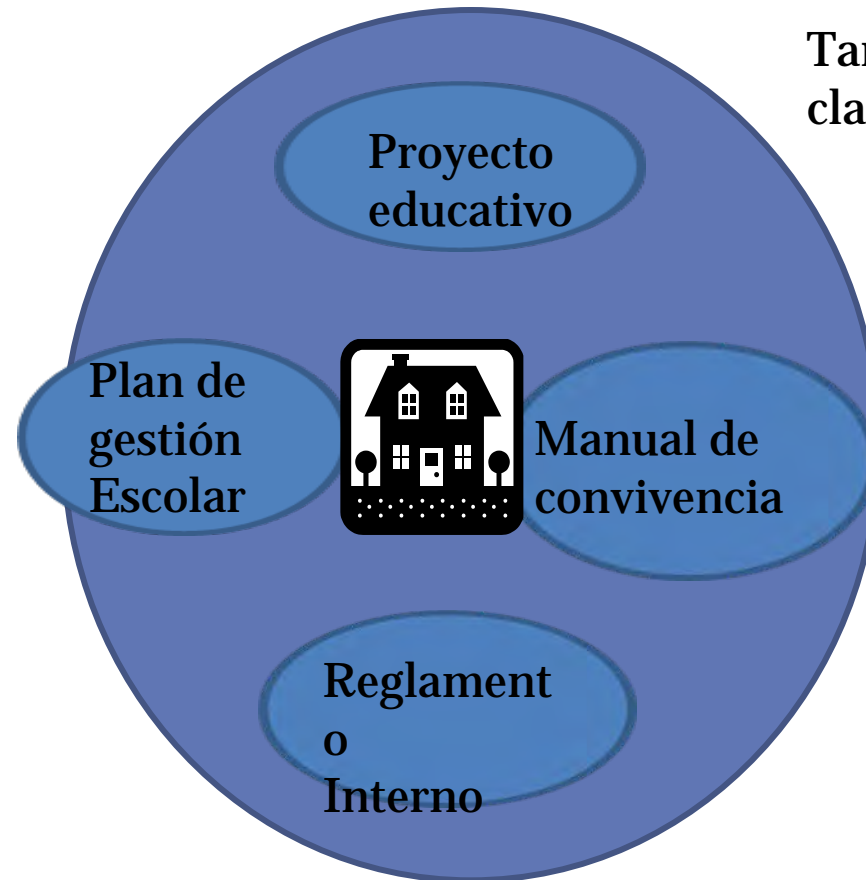 Proyecto
educativo
Plan de
gestión
Escolar
Manual de
convivencia
Reglament
o
Interno